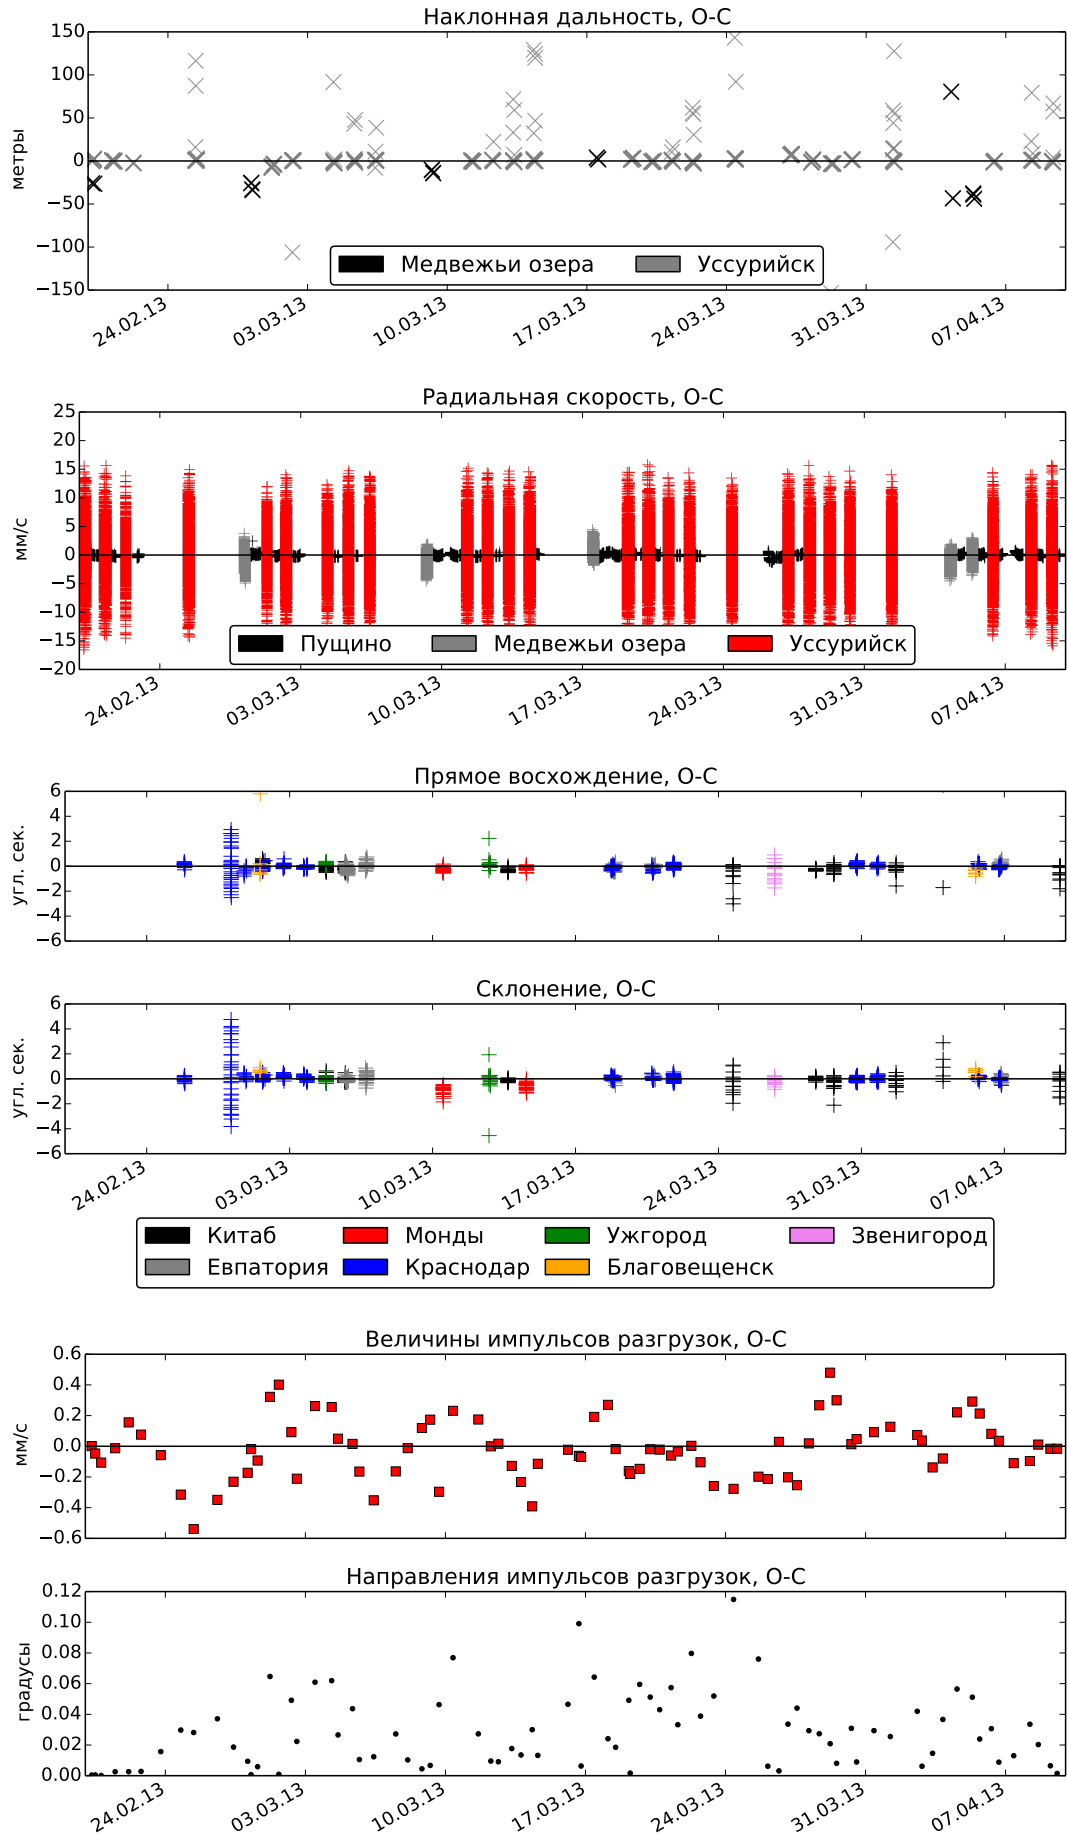 Наклонная дальность, О-С
150
100
50
0
−50
−100
−150
метры
Медвежьи озера Уссурийск
24.02.13 03.03.13 10.03.13 17.03.13 24.03.13 31.03.13 07.04.13
Радиальная скорость, О-С
25
20
15
10
5
0
−5
−10
−15
−20
мм/с
Пущино Медвежьи озера Уссурийск
24.02.13 03.03.13 10.03.13 17.03.13 24.03.13 31.03.13 07.04.13
Прямое восхождение, О-С
6
4
2
0
−2
−4
−6
угл. сек.
Склонение, О-С
6
4
2
0
−2
−4
−6
угл. сек.
24.02.13 03.03.13 10.03.13 17.03.13 24.03.13 31.03.13 07.04.13
Китаб Монды Ужгород Звенигород
Евпатория Краснодар Благовещенск
Величины импульсов разгрузок, О-С
0.6
0.4
0.2
0.0
−0.2
−0.4
−0.6
мм/с
Направления импульсов разгрузок, О-С
0.12
0.10
0.08
0.06
0.04
0.02
0.00
градусы
24.02.13 03.03.13 10.03.13 17.03.13 24.03.13 31.03.13 07.04.13